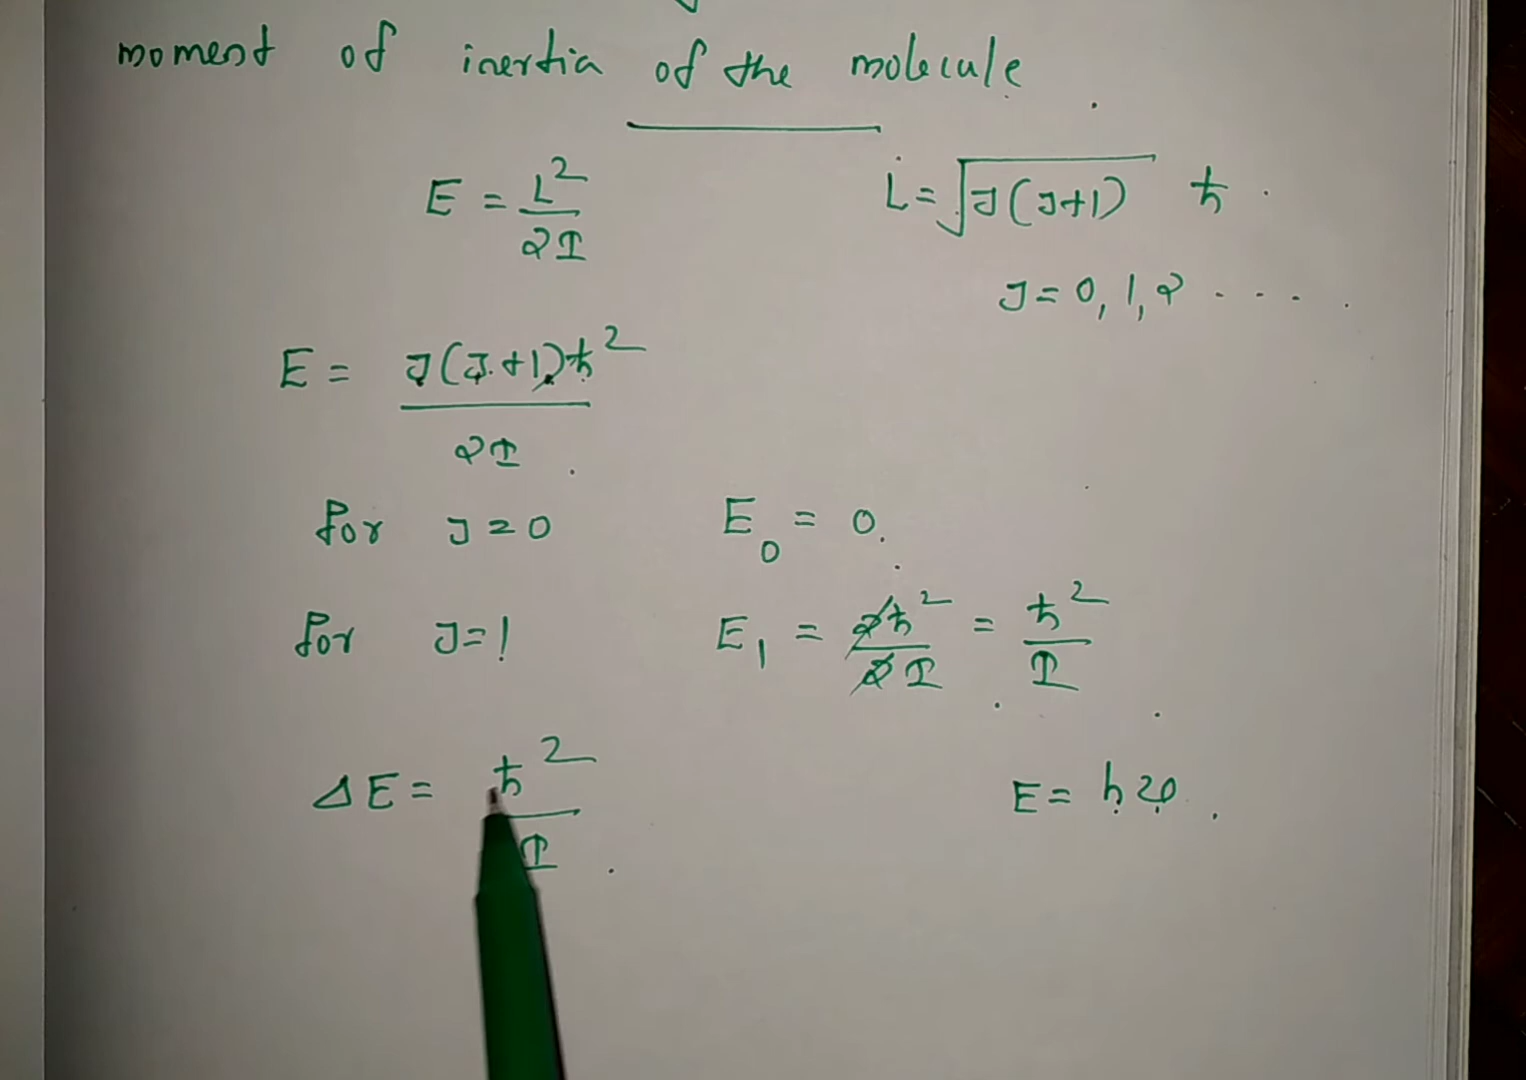 moment of inertia of the molecule.
E = L²/2I
L = √J(J+1) ħ.
J = 0, 1, 2 ....
E = J(J+1)ħ²/2I.
for J = 0 E₀ = 0.
for J = 1 E₁ = 2ħ²/2I = ħ²/I.
ΔE = ħ²/I. E = hν.